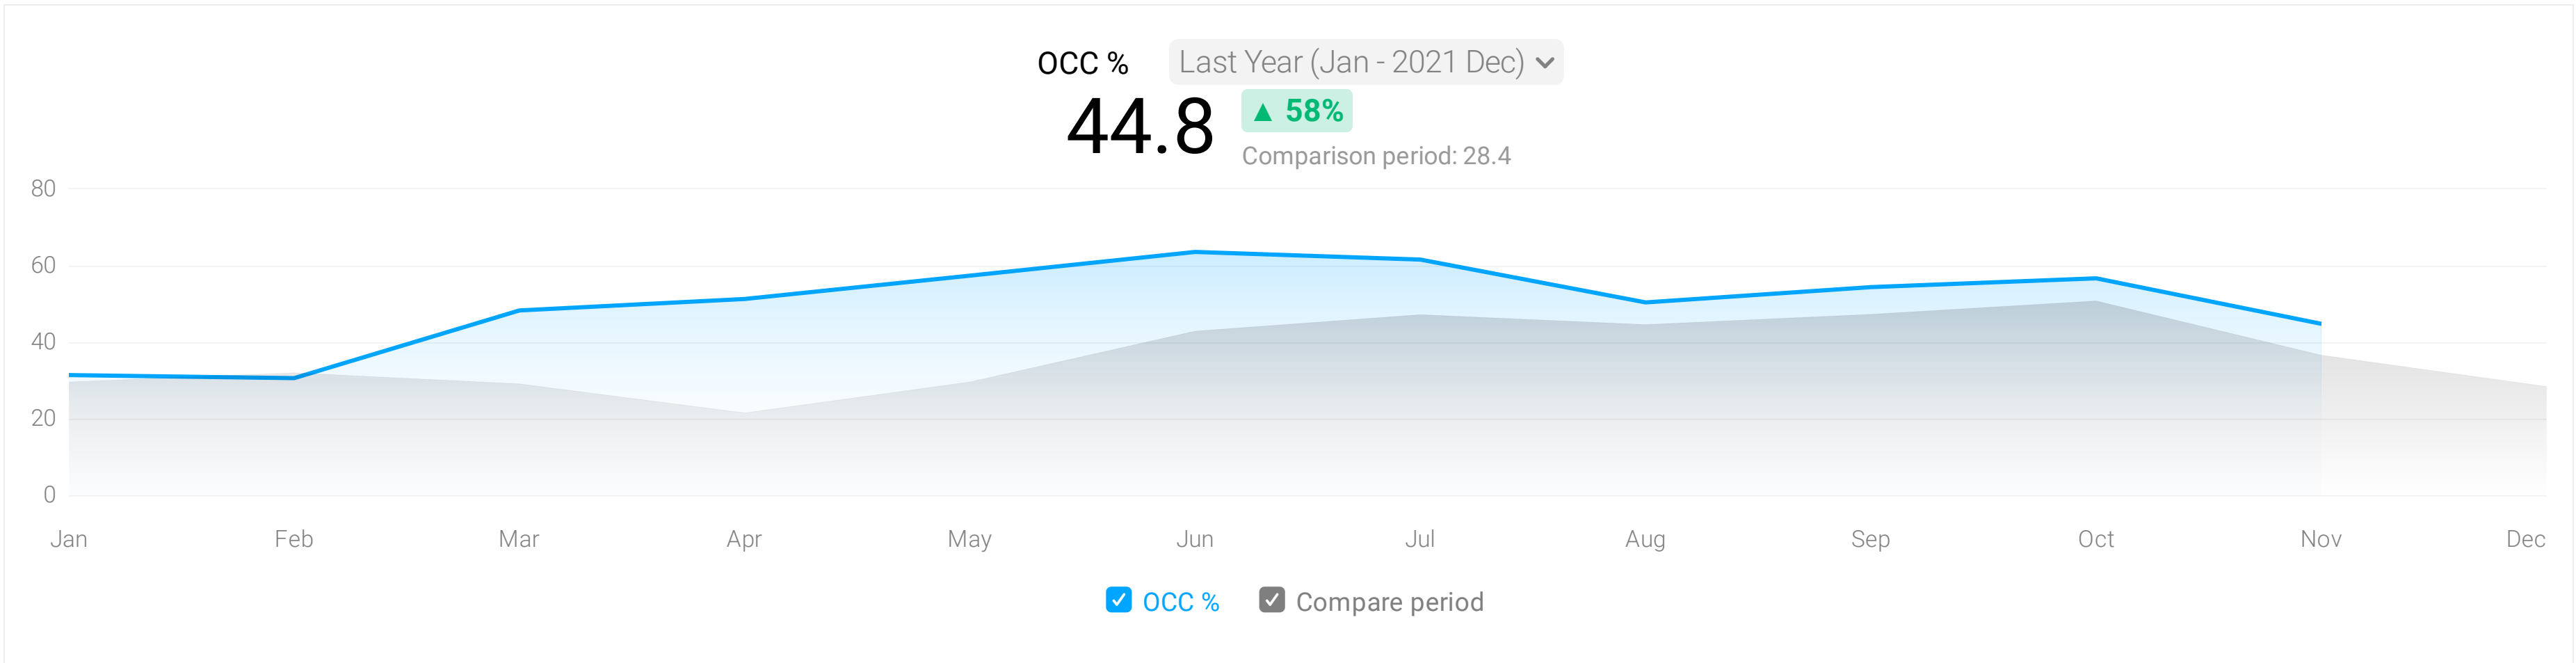 OCC % Last Year (Jan - 2021 Dec)
44.8 ▲ 58%
Comparison period: 28.4
80
60
40
20
0
Jan Feb Mar Apr May Jun Jul Aug Sep Oct Nov Dec
OCC % Compare period